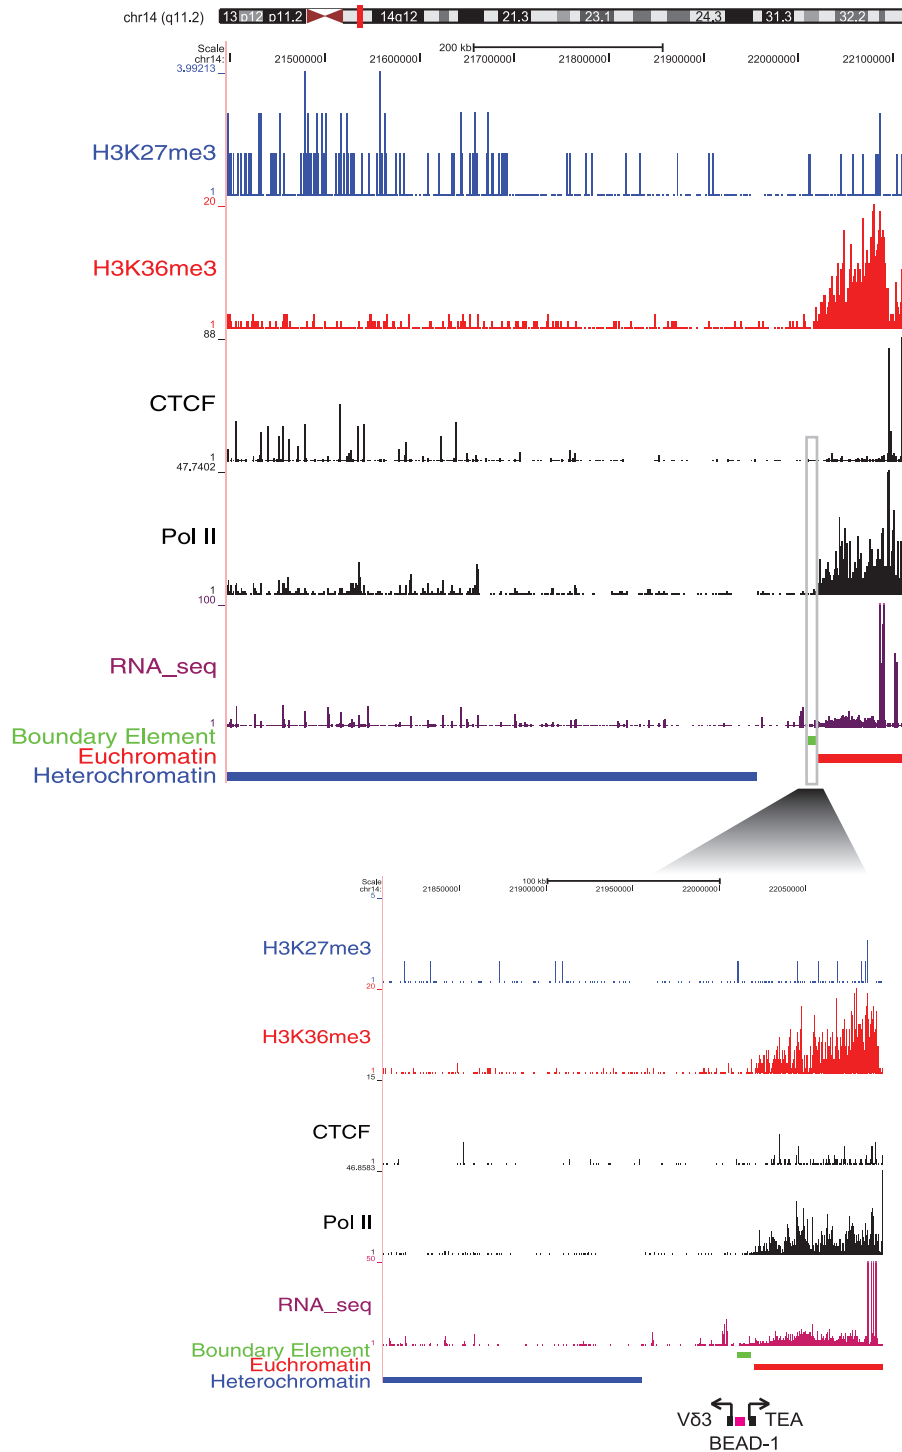 chr14 (q11.2) 13 p12 p11.2 14q12 21.3 23.1 24.3 31.3 32.2
Scale 200 kb
chr14: 21500000 21600000 21700000 21800000 21900000 22000000 22100000
3.99213
H3K27me3
1
20
H3K36me3
1
88
CTCF
1
47.7402
Pol II
1
100
RNA_seq
1
Boundary Element
Euchromatin
Heterochromatin
Scale 100 kb
chr14: 21850000 21900000 21950000 22000000 22050000
5
H3K27me3
1
20
H3K36me3
1
15
CTCF
1
46.8583
Pol II
1
50
RNA_seq
1
Boundary Element
Euchromatin
Heterochromatin
Vδ3 TEA
BEAD-1